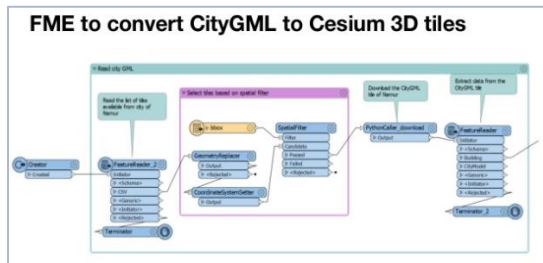 FME to convert CityGML to Cesium 3D tiles
Read city GML
Read the list of tiles
available from city of
Namur
Select tiles based on spatial filter
Download the CityGML
tile of Namur
Extract data from the
CityGML tile
Creator
Created
FeatureReader_2
Initiator
<Schema>
CSV
<Generic>
<Initiator>
<Rejected>
Terminator
bbox
GeometryReplacer
Output
<Rejected>
CoordinateSystemSetter
Output
SpatialFilter
Filter
Candidate
Passed
Failed
<Rejected>
PythonCaller_download
Output
FeatureReader
Initiator
<Schema>
Building
CityModel
<Generic>
<Initiator>
<Rejected>
Terminator_2